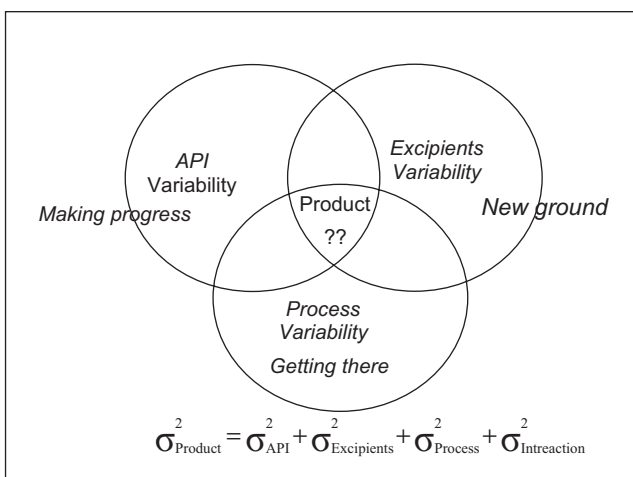 API
Variability
Making progress
Excipients
Variability
New ground
Product
??
Process
Variability
Getting there
σ²Product = σ²API + σ²Excipients + σ²Process + σ²Intreaction